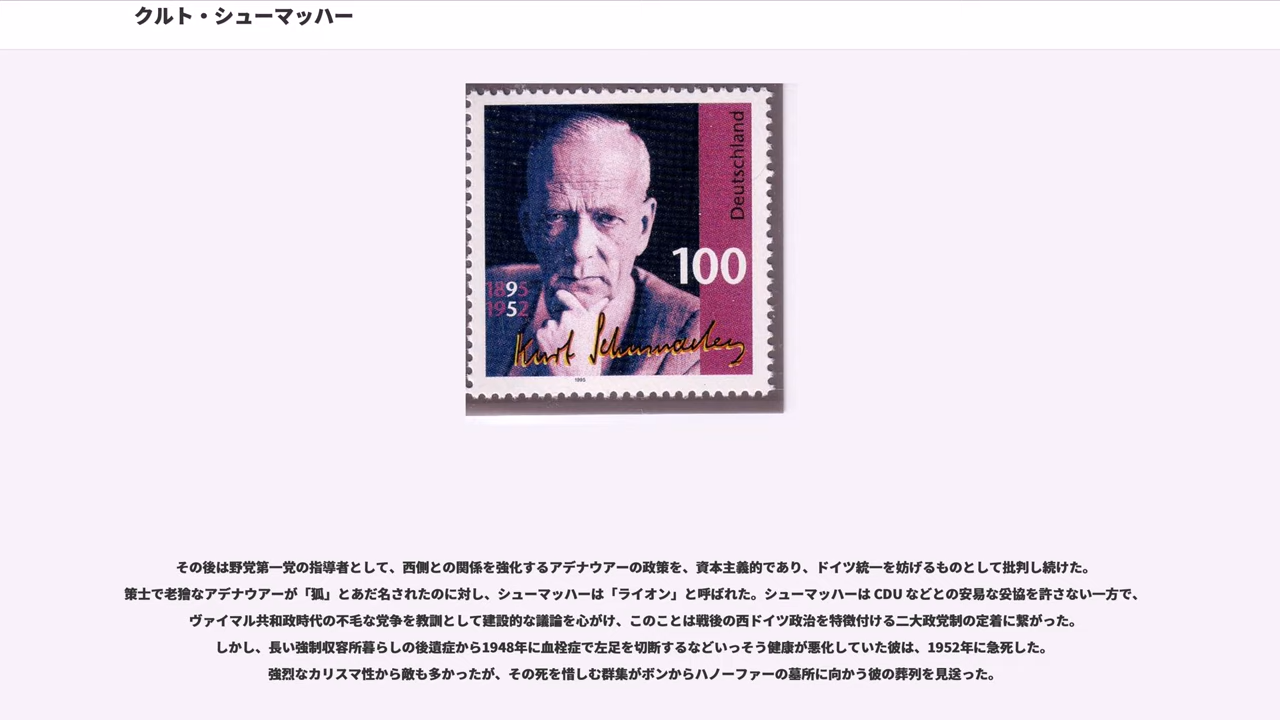 クルト・シューマッハー
Deutschland
100
1895
1952
Kurt Schumacher
1995
その後は野党第一党の指導者として、西側との関係を強化するアデナウアーの政策を、資本主義的であり、ドイツ統一を妨げるものとして批判し続けた。
策士で老獪なアデナウアーが「狐」とあだ名されたのに対し、シューマッハーは「ライオン」と呼ばれた。シューマッハーは CDU などとの安易な妥協を許さない一方で、
ヴァイマル共和政時代の不毛な党争を教訓として建設的な議論を心がけ、このことは戦後の西ドイツ政治を特徴付ける二大政党制の定着に繋がった。
しかし、長い強制収容所暮らしの後遺症から1948年に血栓症で左足を切断するなどいっそう健康が悪化していた彼は、1952年に急死した。
強烈なカリスマ性から敵も多かったが、その死を惜しむ群集がボンからハノーファーの墓所に向かう彼の葬列を見送った。